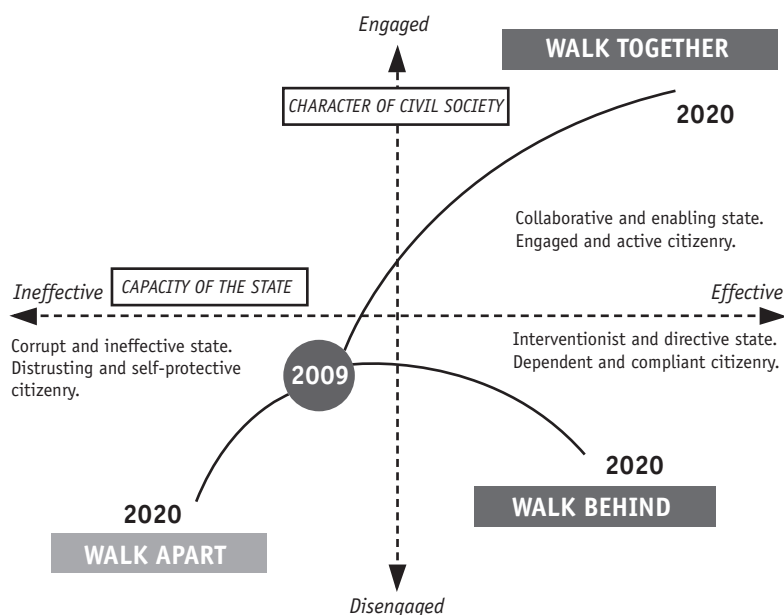 Engaged
WALK TOGETHER
CHARACTER OF CIVIL SOCIETY
2020
Collaborative and enabling state.
Engaged and active citizenry.
Ineffective
CAPACITY OF THE STATE
Effective
Corrupt and ineffective state.
Distrusting and self-protective
citizenry.
Interventionist and directive state.
Dependent and compliant citizenry.
2009
2020
WALK BEHIND
2020
WALK APART
Disengaged